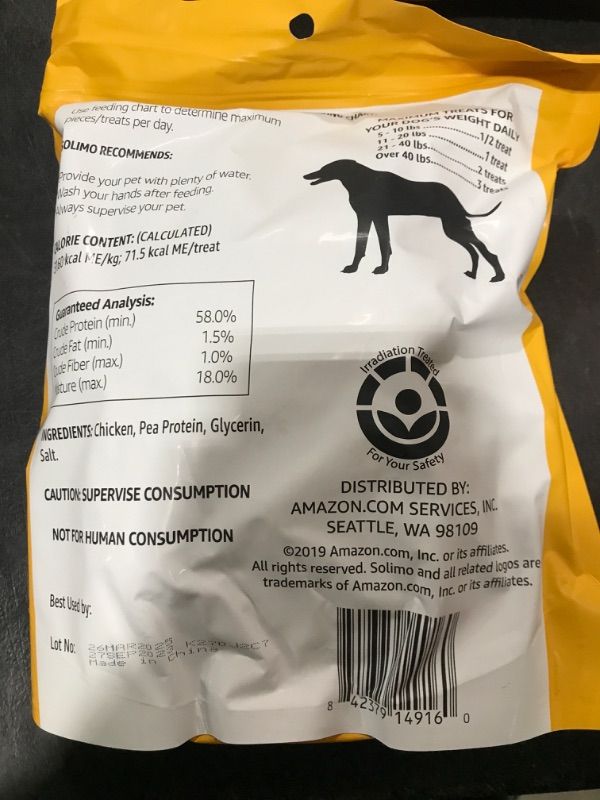 Use feeding chart to determine maximum
pieces/treats per day.
SOLIMO RECOMMENDS:
Provide your pet with plenty of water.
Wash your hands after feeding.
Always supervise your pet.
CALORIE CONTENT: (CALCULATED)
kcal ME/kg; 71.5 kcal ME/treat
Guaranteed Analysis:
Crude Protein (min.) 58.0%
Crude Fat (min.) 1.5%
Crude Fiber (max.) 1.0%
Moisture (max.) 18.0%
INGREDIENTS: Chicken, Pea Protein, Glycerin,
Salt.
CAUTION: SUPERVISE CONSUMPTION
NOT FOR HUMAN CONSUMPTION
Best Used by:
Lot No:
Made in China
MAXIMUM TREATS FOR
YOUR DOG'S WEIGHT DAILY
5 - 10 lbs............1/2 treat
11 - 20 lbs............1 treat
21 - 40 lbs............2 treats
Over 40 lbs............3 treats
Irradiation Treated
For Your Safety
DISTRIBUTED BY:
AMAZON.COM SERVICES, INC.
SEATTLE, WA 98109
©2019 Amazon.com, Inc. or its affiliates.
All rights reserved. Solimo and all related logos are
trademarks of Amazon.com, Inc. or its affiliates.
8 42379 14916 0